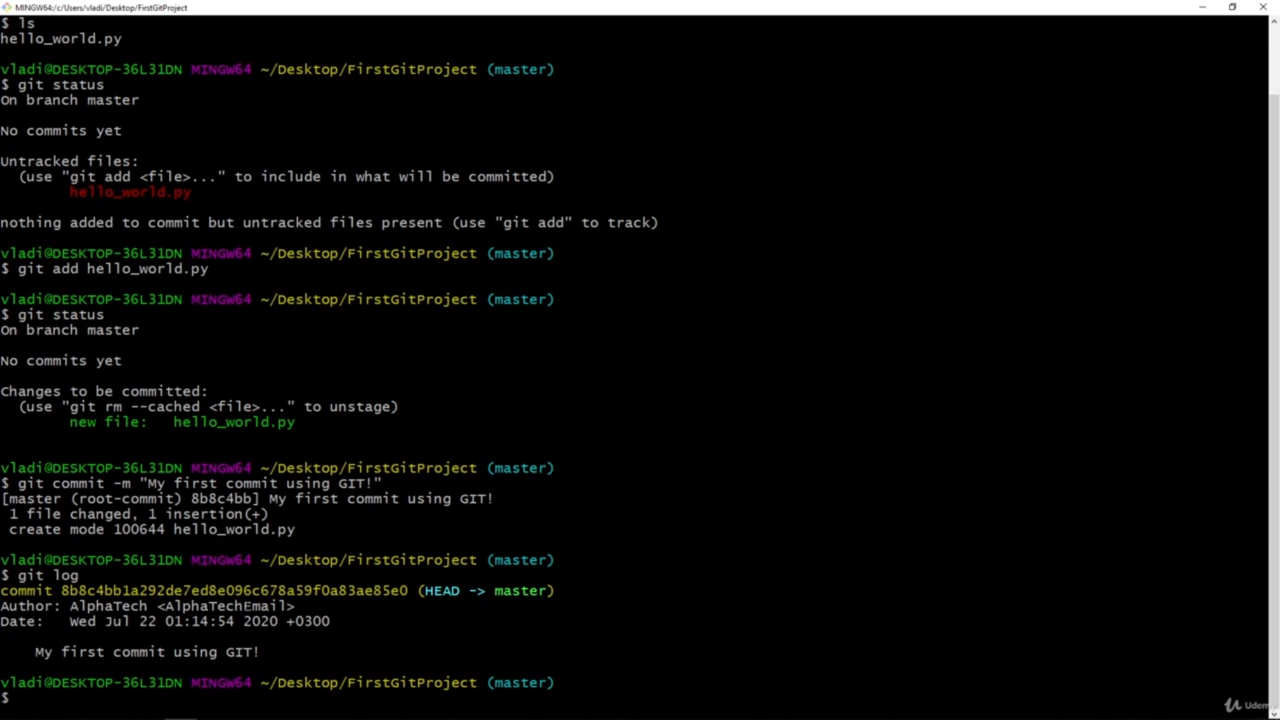 MINGW64:/c/Users/vladi/Desktop/FirstGitProject
$ ls
hello_world.py
vladi@DESKTOP-36L31DN MINGW64 ~/Desktop/FirstGitProject (master)
$ git status
On branch master
No commits yet
Untracked files:
(use "git add <file>..." to include in what will be committed)
hello_world.py
nothing added to commit but untracked files present (use "git add" to track)
vladi@DESKTOP-36L31DN MINGW64 ~/Desktop/FirstGitProject (master)
$ git add hello_world.py
vladi@DESKTOP-36L31DN MINGW64 ~/Desktop/FirstGitProject (master)
$ git status
On branch master
No commits yet
Changes to be committed:
(use "git rm --cached <file>..." to unstage)
new file:   hello_world.py
vladi@DESKTOP-36L31DN MINGW64 ~/Desktop/FirstGitProject (master)
$ git commit -m "My first commit using GIT!"
[master (root-commit) 8b8c4bb] My first commit using GIT!
1 file changed, 1 insertion(+)
create mode 100644 hello_world.py
vladi@DESKTOP-36L31DN MINGW64 ~/Desktop/FirstGitProject (master)
$ git log
commit 8b8c4bb1a292de7ed8e096c678a59f0a83ae85e0 (HEAD -> master)
Author: AlphaTech <AlphaTechEmail>
Date:   Wed Jul 22 01:14:54 2020 +0300
My first commit using GIT!
vladi@DESKTOP-36L31DN MINGW64 ~/Desktop/FirstGitProject (master)
$